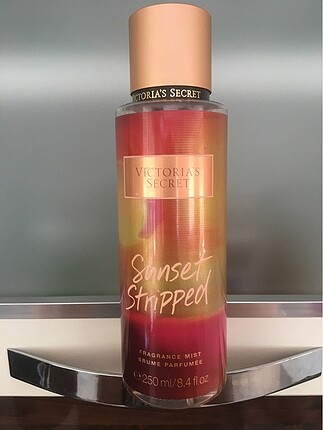 VICTORIA'S SECRET
VICTORIA'S
SECRET
Sunset
Stripped
FRAGRANCE MIST
BRUME PARFUMÉE
℮ 250 ml/8.4 fl oz